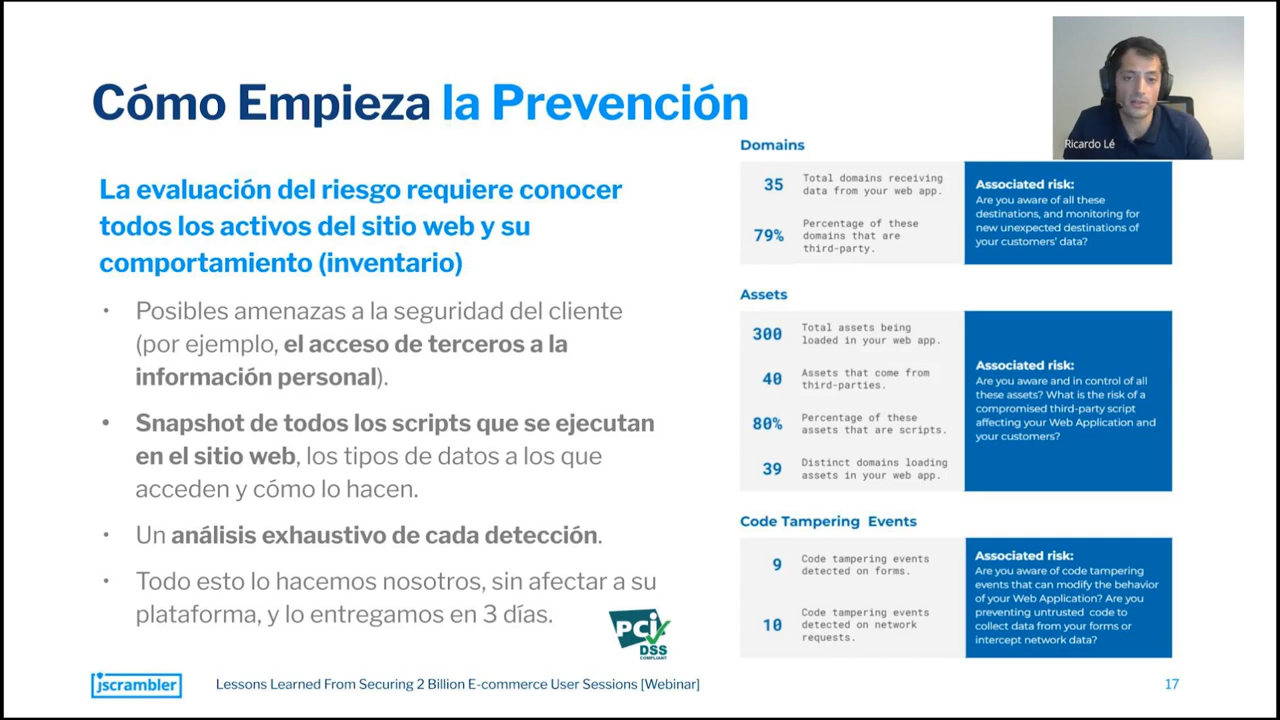 Cómo Empieza la Prevención
La evaluación del riesgo requiere conocer
todos los activos del sitio web y su
comportamiento (inventario)
• Posibles amenazas a la seguridad del cliente
(por ejemplo, el acceso de terceros a la
información personal).
• Snapshot de todos los scripts que se ejecutan
en el sitio web, los tipos de datos a los que
acceden y cómo lo hacen.
• Un análisis exhaustivo de cada detección.
• Todo esto lo hacemos nosotros, sin afectar a su
plataforma, y lo entregamos en 3 días.
PCI
DSS
COMPLIANT
Ricardo Lé
Domains
35 Total domains receiving
data from your web app.
79% Percentage of these
domains that are
third-party.
Associated risk:
Are you aware of all these
destinations, and monitoring for
new unexpected destinations of
your customers' data?
Assets
300 Total assets being
loaded in your web app.
40 Assets that come from
third-parties.
80% Percentage of these
assets that are scripts.
39 Distinct domains loading
assets in your web app.
Associated risk:
Are you aware and in control of all
these assets? What is the risk of a
compromised third-party script
affecting your Web Application and
your customers?
Code Tampering Events
9 Code tampering events
detected on forms.
10 Code tampering events
detected on network
requests.
Associated risk:
Are you aware of code tampering
events that can modify the behavior
of your Web Application? Are you
preventing untrusted code to
collect data from your forms or
intercept network data?
jscrambler
Lessons Learned From Securing 2 Billion E-commerce User Sessions [Webinar]
17